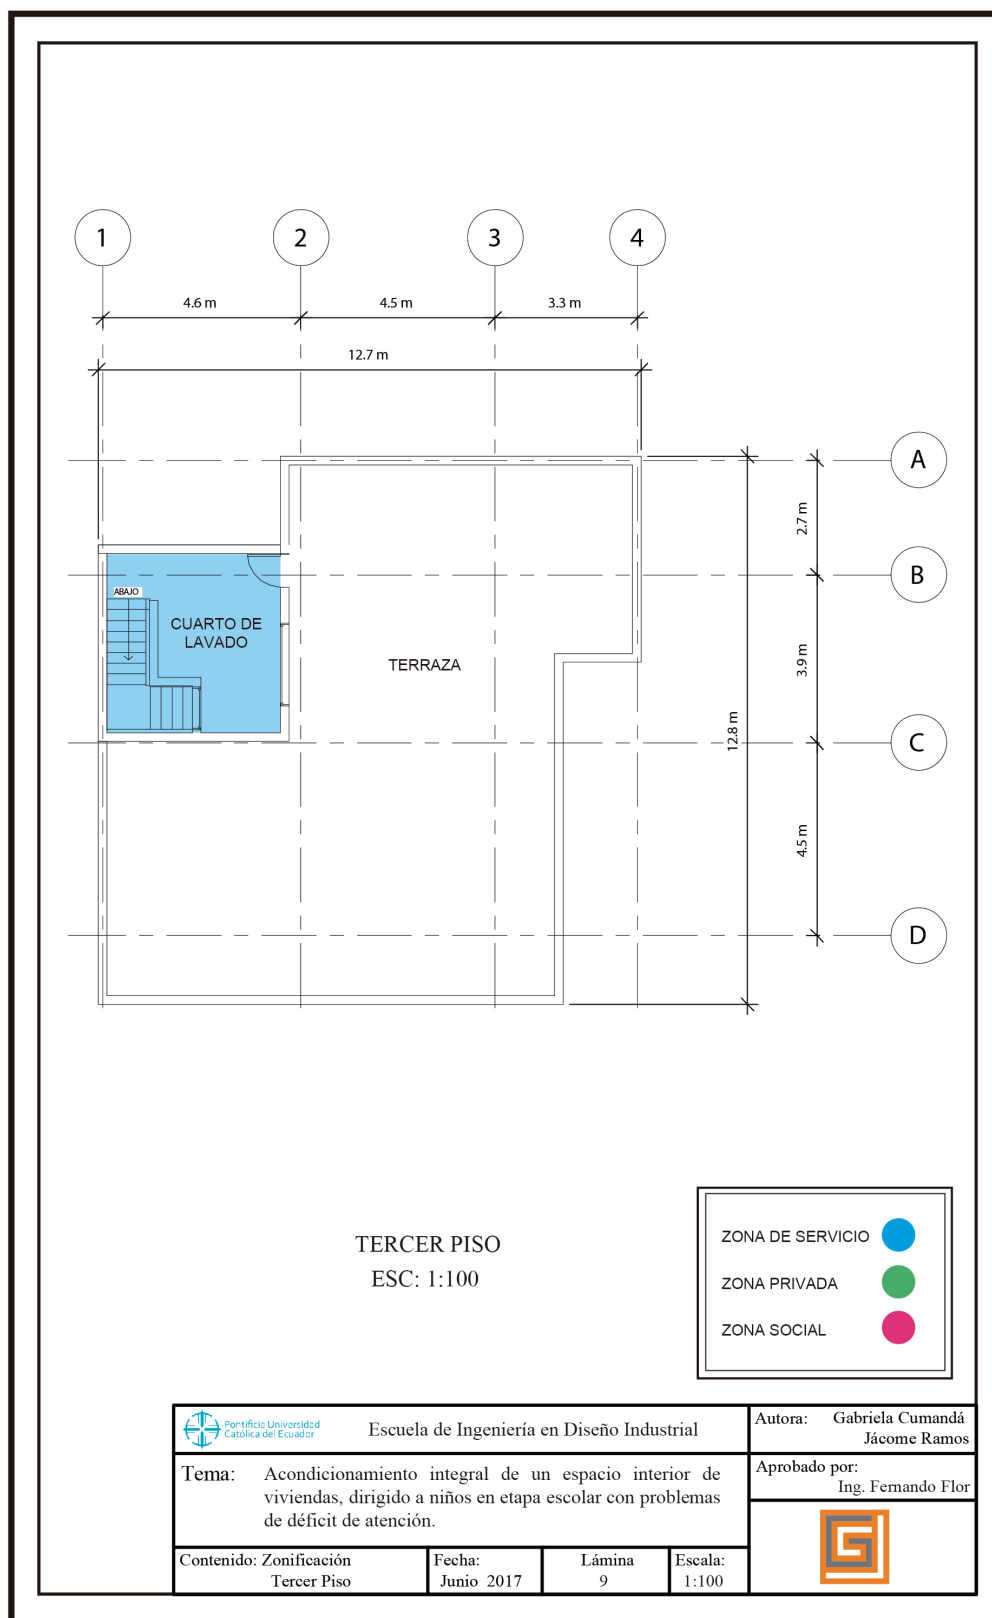 1
2
3
4
4.6 m
4.5 m
3.3 m
12.7 m
A
2.7 m
B
ABAJO
CUARTO DE
LAVADO
TERRAZA
3.9 m
12.8 m
C
4.5 m
D
TERCER PISO
ESC: 1:100
ZONA DE SERVICIO
ZONA PRIVADA
ZONA SOCIAL
Pontificia Universidad
Católica del Ecuador
Escuela de Ingeniería en Diseño Industrial
Autora: Gabriela Cumandá
Jácome Ramos
Tema: Acondicionamiento integral de un espacio interior de
viviendas, dirigido a niños en etapa escolar con problemas
de déficit de atención.
Aprobado por:
Ing. Fernando Flor
Contenido: Zonificación
Tercer Piso
Fecha:
Junio 2017
Lámina
9
Escala:
1:100